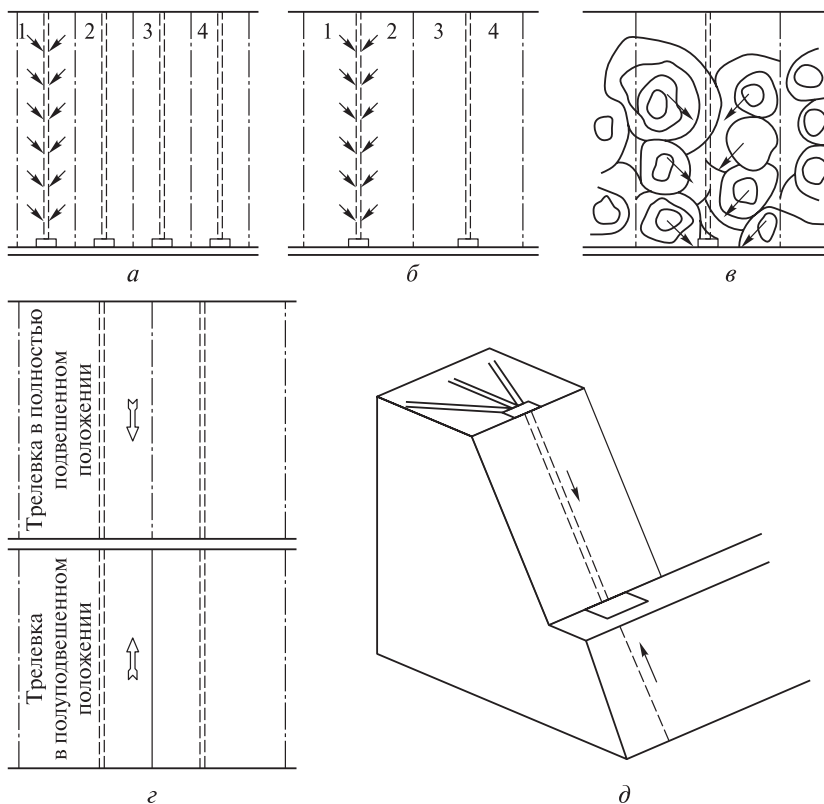 1 2 3 4
1 2 3 4
а б в
Трелевка в полностью
подвешенном
положении
Трелевка
в полуподвешенном
положении
г д